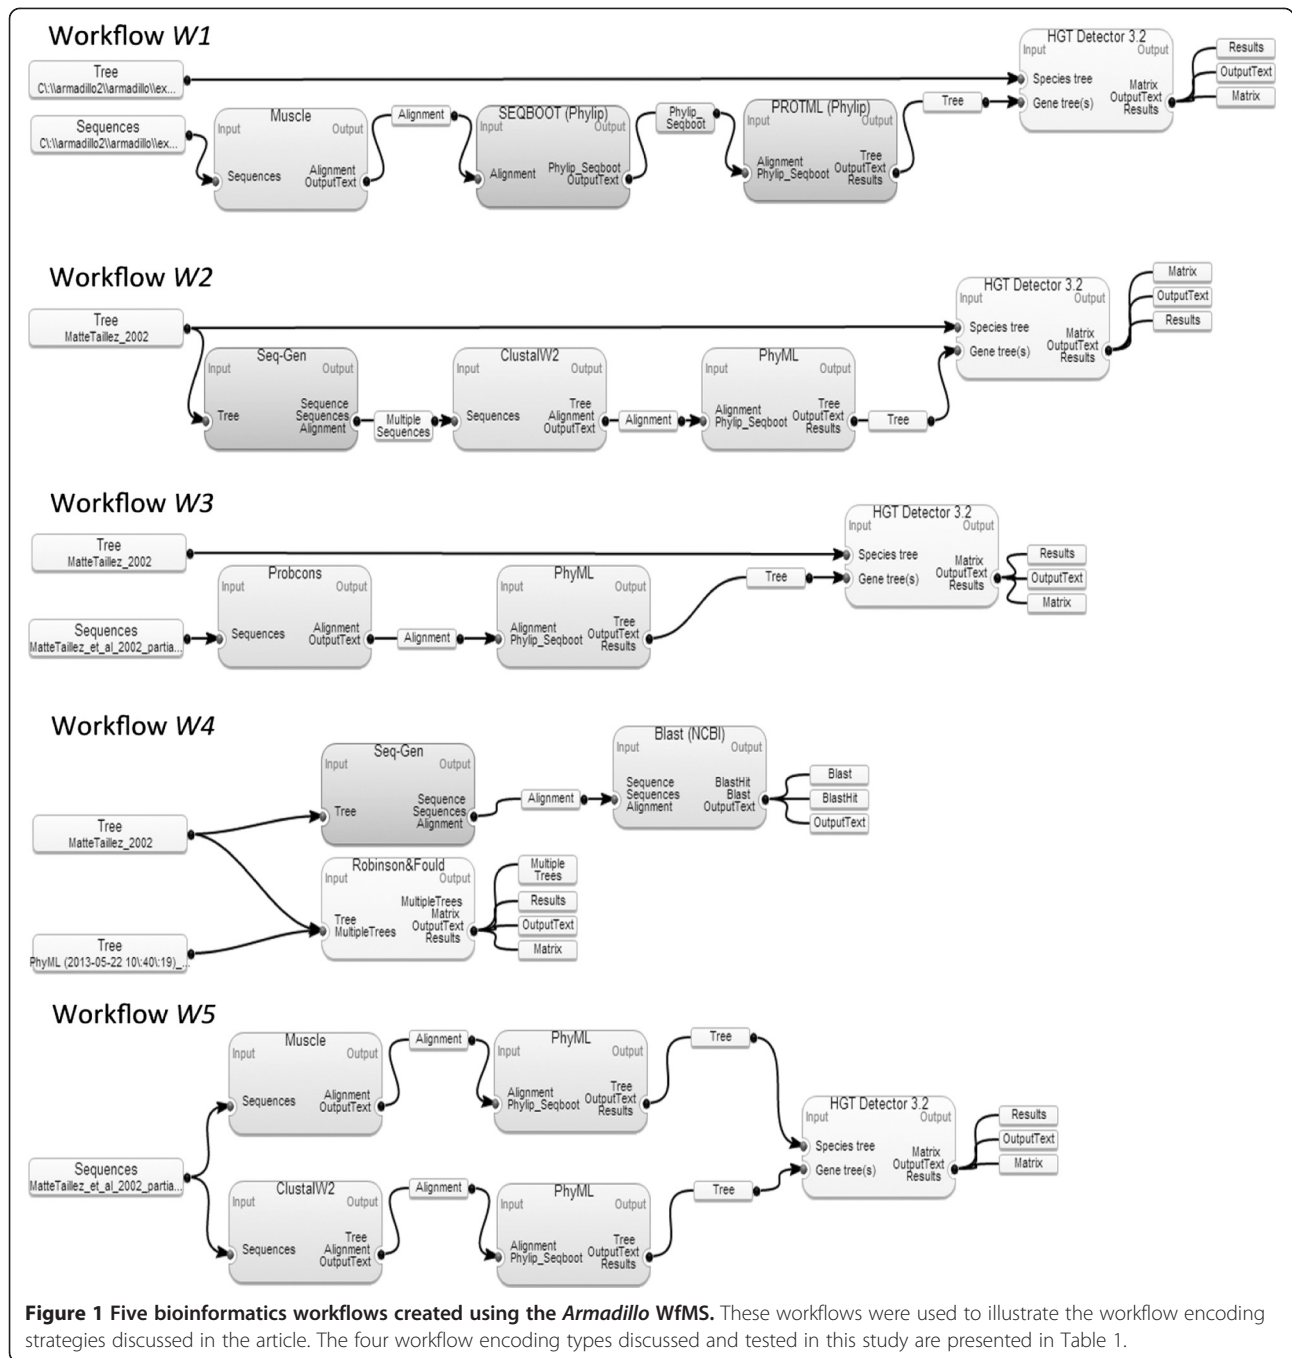 Workflow W1
Tree
C\:\\armadillo2\\armadillo\\ex...
Sequences
C\:\\armadillo2\\armadillo\\ex...
Muscle
Input Output
Sequences
Alignment
OutputText
Alignment
SEQBOOT (Phylip)
Input Output
Alignment
Phylip_Seqboot
OutputText
Phylip_
Seqboot
PROTML (Phylip)
Input Output
Alignment
Phylip_Seqboot
Tree
OutputText
Results
Tree
HGT Detector 3.2
Input Output
Species tree
Gene tree(s)
Matrix
OutputText
Results
Results
OutputText
Matrix
Workflow W2
Tree
MatteTaillez_2002
Seq-Gen
Input Output
Tree
Sequence
Sequences
Alignment
Multiple
Sequences
ClustalW2
Input Output
Sequences
Tree
Alignment
OutputText
Alignment
PhyML
Input Output
Alignment
Phylip_Seqboot
Tree
OutputText
Results
Tree
HGT Detector 3.2
Input Output
Species tree
Gene tree(s)
Matrix
OutputText
Results
Matrix
OutputText
Results
Workflow W3
Tree
MatteTaillez_2002
Sequences
MatteTaillez_et_al_2002_partia...
Probcons
Input Output
Sequences
Alignment
OutputText
Alignment
PhyML
Input Output
Alignment
Phylip_Seqboot
Tree
OutputText
Results
Tree
HGT Detector 3.2
Input Output
Species tree
Gene tree(s)
Matrix
OutputText
Results
Results
OutputText
Matrix
Workflow W4
Tree
MatteTaillez_2002
Tree
PhyML (2013-05-22 10\:40\:19)_...
Seq-Gen
Input Output
Tree
Sequence
Sequences
Alignment
Alignment
Blast (NCBI)
Input Output
Sequence
Sequences
Alignment
BlastHit
Blast
OutputText
Blast
BlastHit
OutputText
Robinson&Fould
Input Output
Tree
MultipleTrees
MultipleTrees
Matrix
OutputText
Results
Multiple
Trees
Results
OutputText
Matrix
Workflow W5
Sequences
MatteTaillez_et_al_2002_partia...
Muscle
Input Output
Sequences
Alignment
OutputText
Alignment
PhyML
Input Output
Alignment
Phylip_Seqboot
Tree
OutputText
Results
Tree
ClustalW2
Input Output
Sequences
Tree
Alignment
OutputText
Alignment
PhyML
Input Output
Alignment
Phylip_Seqboot
Tree
OutputText
Results
Tree
HGT Detector 3.2
Input Output
Species tree
Gene tree(s)
Matrix
OutputText
Results
Results
OutputText
Matrix
Figure 1 Five bioinformatics workflows created using the Armadillo WfMS. These workflows were used to illustrate the workflow encoding
strategies discussed in the article. The four workflow encoding types discussed and tested in this study are presented in Table 1.